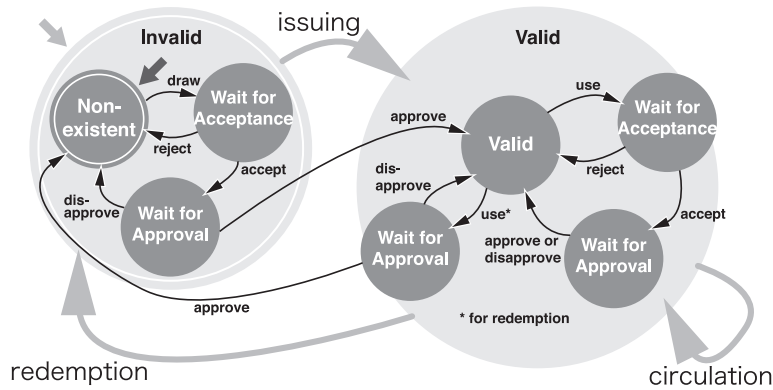 issuing
Invalid
Valid
draw
Non-
existent
Wait for
Acceptance
reject
accept
dis-
approve
Wait for
Approval
approve
use
Valid
Wait for
Acceptance
reject
dis-
approve
use*
accept
Wait for
Approval
approve or
disapprove
Wait for
Approval
approve
* for redemption
redemption
circulation